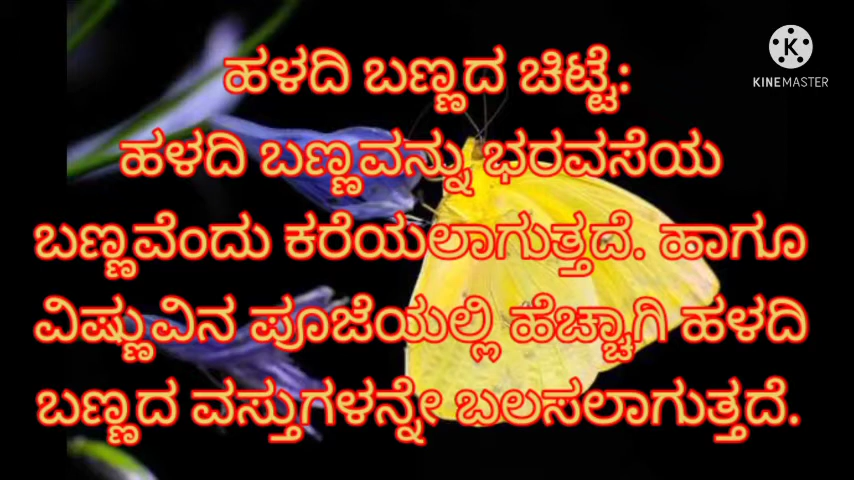 ಹಳದಿ ಬಣ್ಣದ ಚಿಟ್ಟೆ:
ಹಳದಿ ಬಣ್ಣವನ್ನು ಭರವಸೆಯ
ಬಣ್ಣವೆಂದು ಕರೆಯಲಾಗುತ್ತದೆ. ಹಾಗೂ
ವಿಷ್ಣುವಿನ ಪೂಜೆಯಲ್ಲಿ ಹೆಚ್ಚಾಗಿ ಹಳದಿ
ಬಣ್ಣದ ವಸ್ತುಗಳನ್ನೇ ಬಲಸಲಾಗುತ್ತದೆ.
K
KINEMASTER